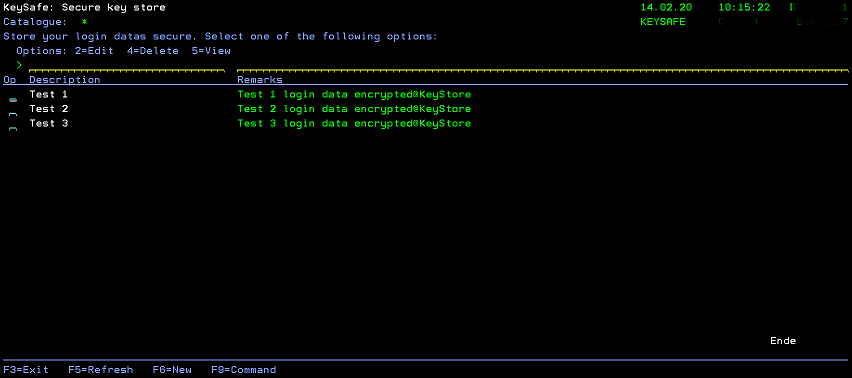 KeySafe: Secure key store 14.02.20 10:15:22
Catalogue: * KEYSAFE
Store your login datas secure. Select one of the following options:
Options: 2=Edit 4=Delete 5=View
>
Op Description Remarks
Test 1 Test 1 login data encrypted@KeyStore
Test 2 Test 2 login data encrypted@KeyStore
Test 3 Test 3 login data encrypted@KeyStore
Ende
F3=Exit F5=Refresh F6=New F9=Command